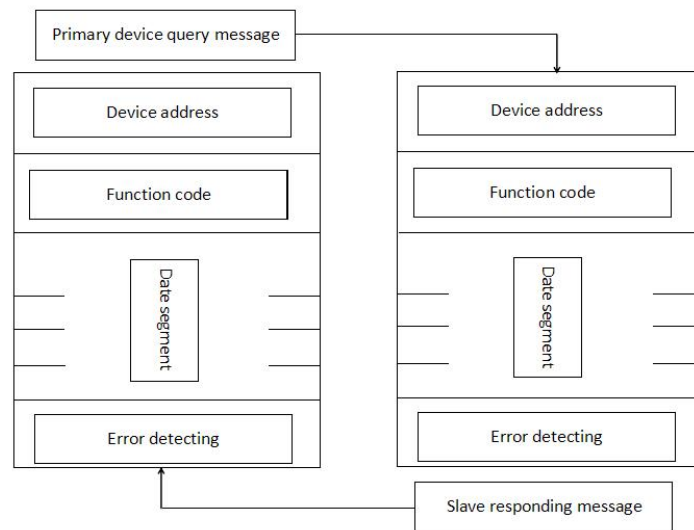 Primary device query message
Device address
Function code
Date segment
Error detecting
Device address
Function code
Date segment
Error detecting
Slave responding message